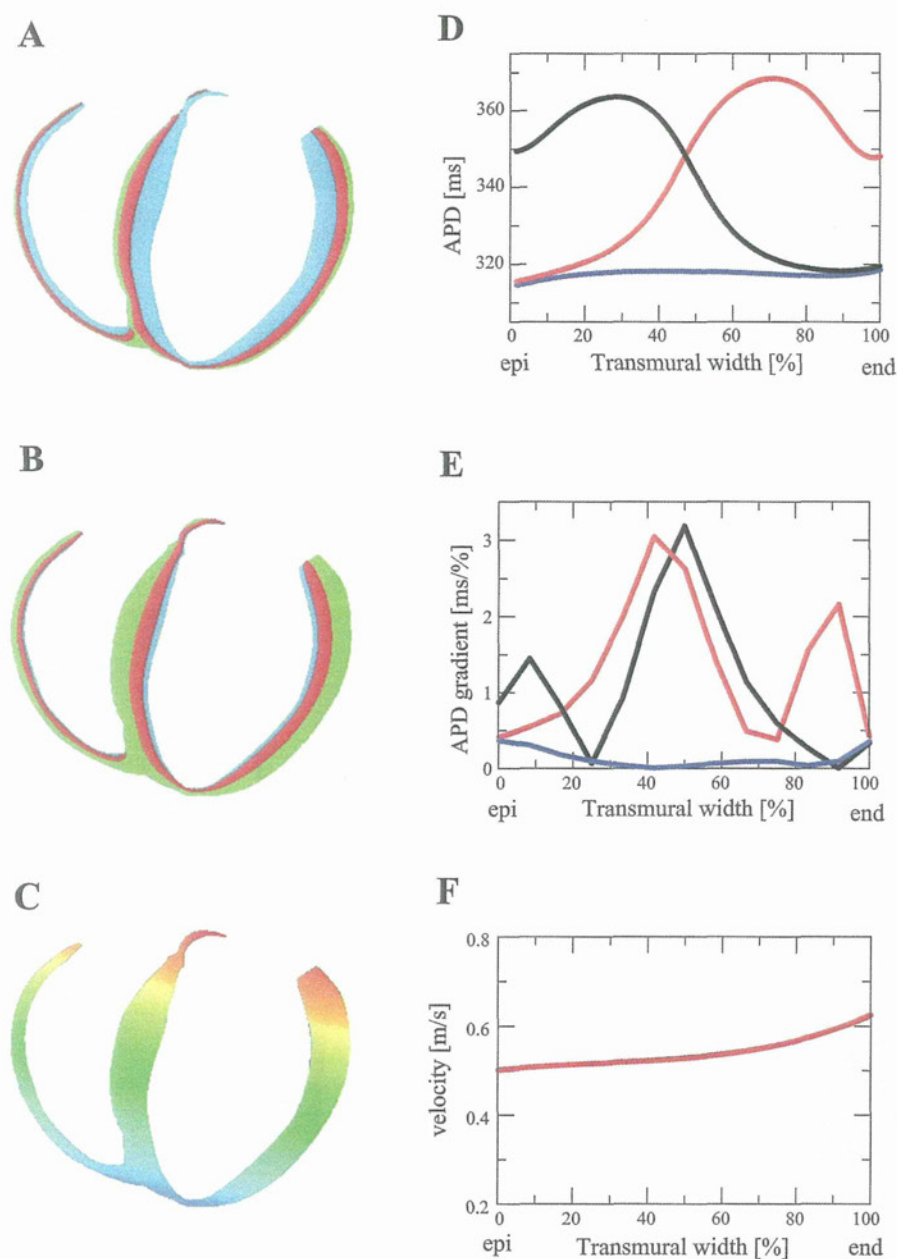 A
D
APD [ms]
360
340
320
0 20 40 60 80 100
epi Transmural width [%] end
B
E
APD gradient [ms/%]
3
2
1
0
0 20 40 60 80 100
epi Transmural width [%] end
C
F
velocity [m/s]
0.8
0.6
0.4
0.2
0 20 40 60 80 100
epi Transmural width [%] end